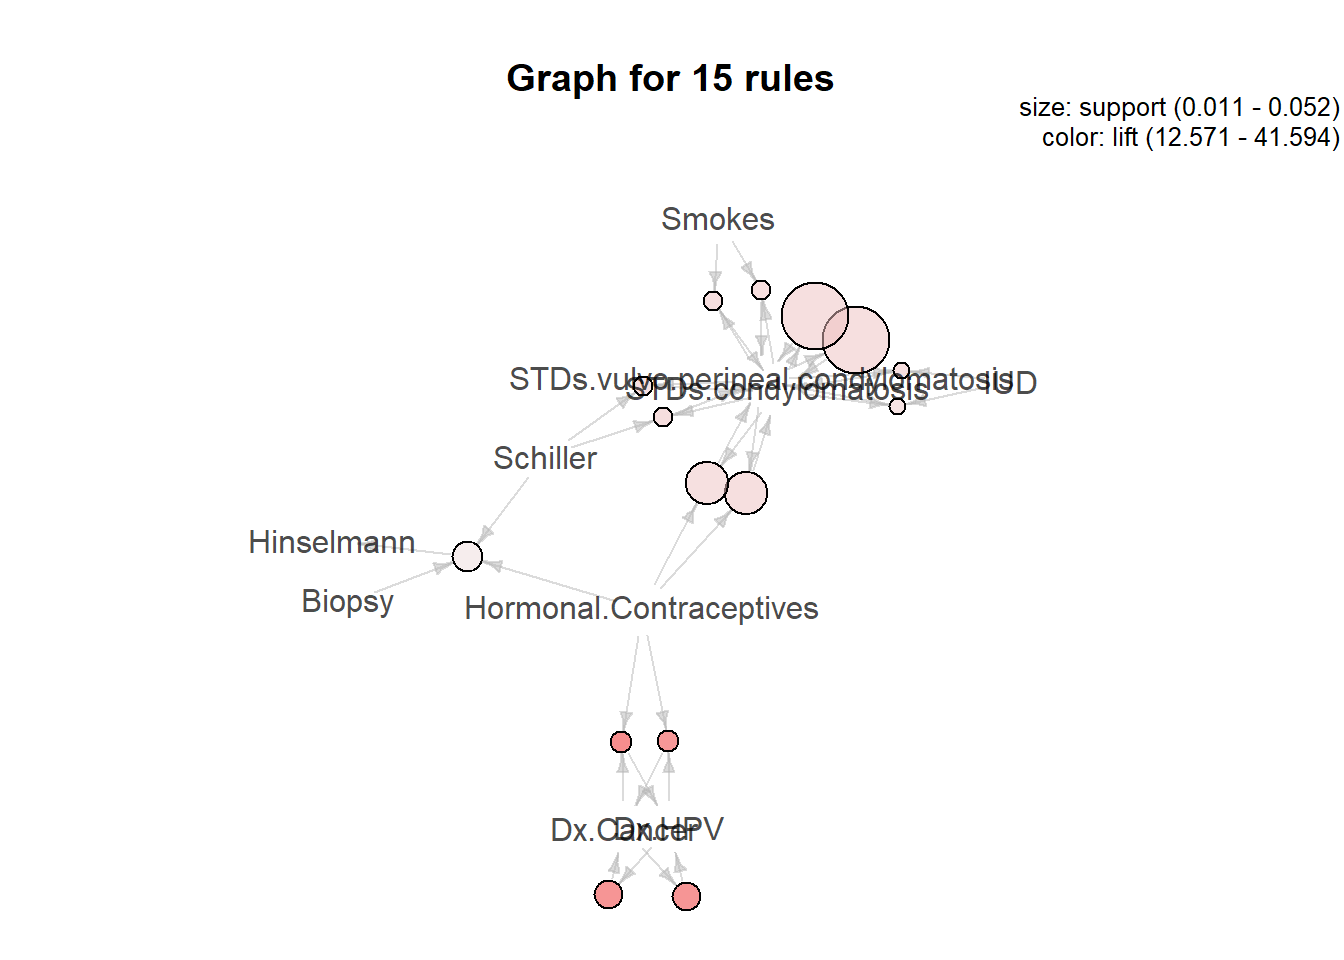 Graph for 15 rules
size: support (0.011 - 0.052)
color: lift (12.571 - 41.594)
Smokes
STDs.vulvo.perineal.condylomatosis
STDs.condylomatosis
IUD
Schiller
Hinselmann
Biopsy
Hormonal.Contraceptives
Dx.Cancer
Dx.HPV